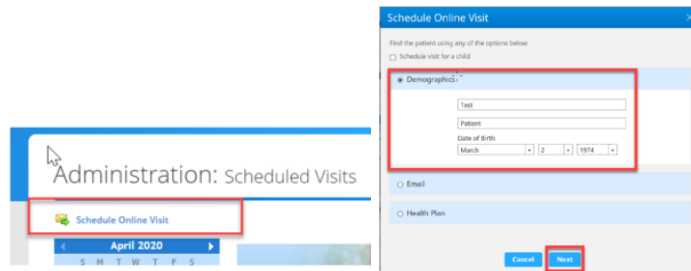 Administration: Scheduled Visits
Schedule Online Visit
April 2020
S M T W T F S
Schedule Online Visit
Find the patient using any of the options below.
Schedule visit for a child
Demographics
Test
Patient
Date of Birth:
March 2 1974
Email
Health Plan
Cancel Next